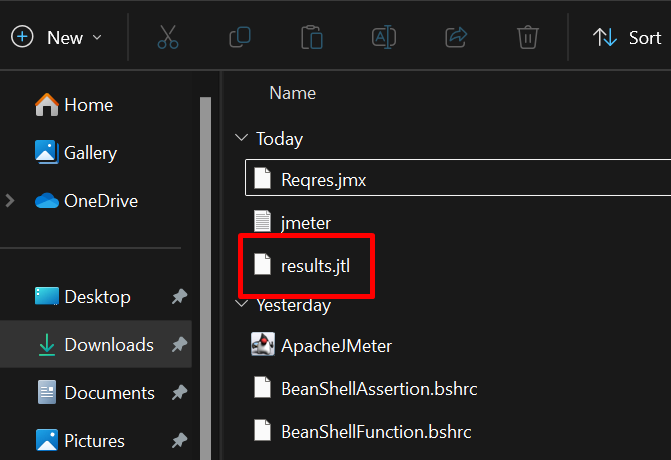 New
Sort
Home
Gallery
OneDrive
Desktop
Downloads
Documents
Pictures
Name
Today
Reqres.jmx
jmeter
results.jtl
Yesterday
ApacheJMeter
BeanShellAssertion.bshrc
BeanShellFunction.bshrc